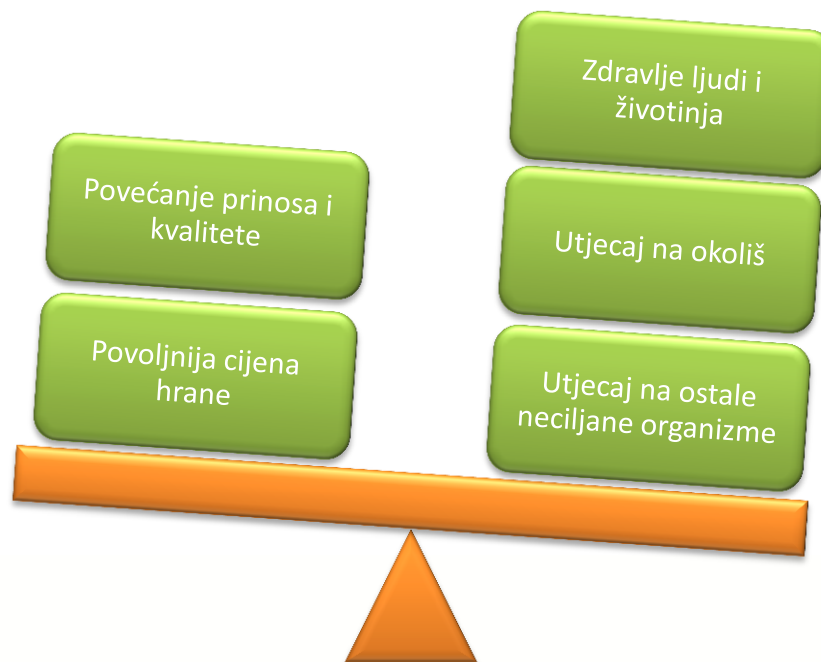 Povećanje prinosa i
kvalitete
Povoljnija cijena
hrane
Zdravlje ljudi i
životinja
Utjecaj na okoliš
Utjecaj na ostale
neciljane organizme